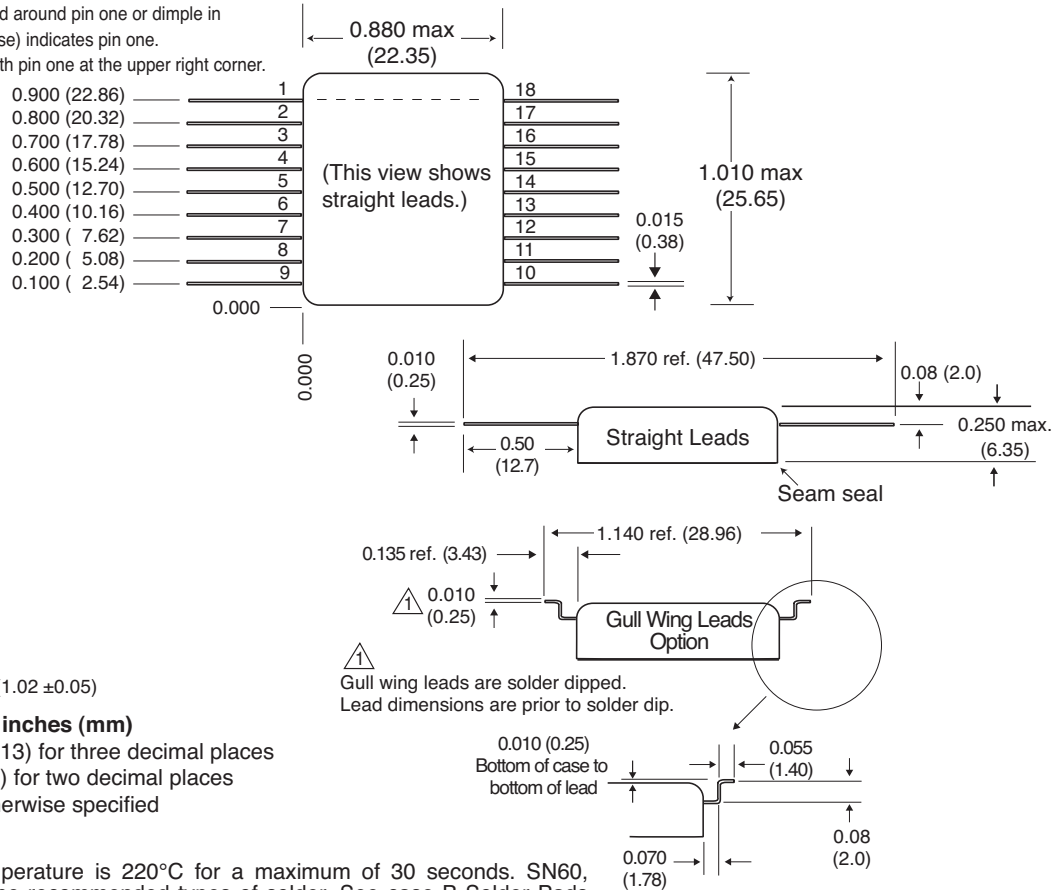 d around pin one or dimple in
se) indicates pin one.
th pin one at the upper right corner.
0.880 max
(22.35)
0.900 (22.86)
0.800 (20.32)
0.700 (17.78)
0.600 (15.24)
0.500 (12.70)
0.400 (10.16)
0.300 ( 7.62)
0.200 ( 5.08)
0.100 ( 2.54)
0.000
0.000
1
2
3
4
5
6
7
8
9
(This view shows
straight leads.)
18
17
16
15
14
13
12
11
10
1.010 max
(25.65)
0.015
(0.38)
0.010
(0.25)
1.870 ref. (47.50)
0.08 (2.0)
0.250 max.
(6.35)
0.50
(12.7)
Straight Leads
Seam seal
1.140 ref. (28.96)
0.135 ref. (3.43)
1 0.010
(0.25)
Gull Wing Leads
Option
1
Gull wing leads are solder dipped.
Lead dimensions are prior to solder dip.
(1.02 ±0.05)
inches (mm)
13) for three decimal places
) for two decimal places
herwise specified
0.010 (0.25)
Bottom of case to
bottom of lead
0.055
(1.40)
0.08
(2.0)
0.070
(1.78)
perature is 220°C for a maximum of 30 seconds. SN60,
recommended types of solder. See case P Solder Pads